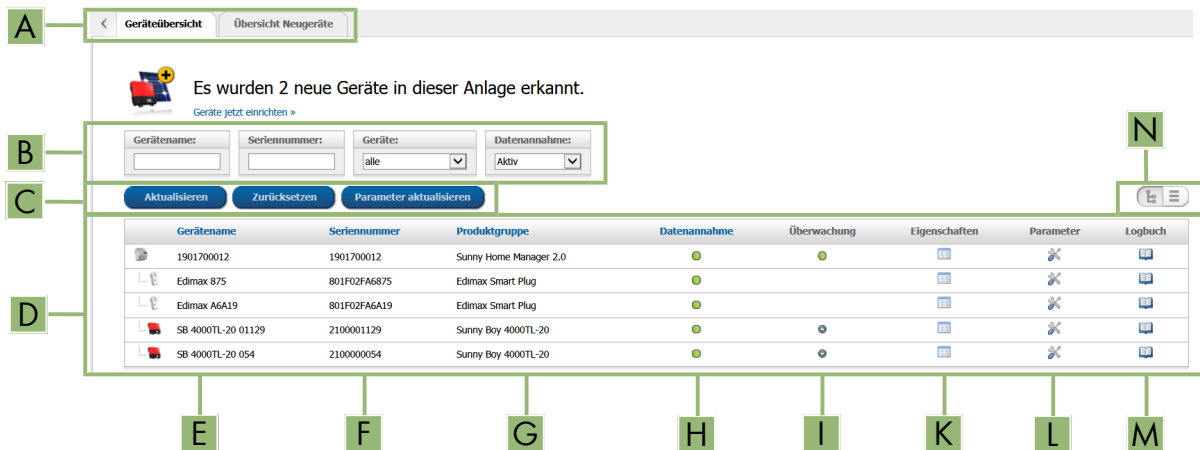 A
Geräteübersicht Übersicht Neugeräte
Es wurden 2 neue Geräte in dieser Anlage erkannt.
Geräte jetzt einrichten »
B
Gerätename: Seriennummer: Geräte: Datenannahme:
alle Aktiv
N
C
Aktualisieren Zurücksetzen Parameter aktualisieren
D
Gerätename Seriennummer Produktgruppe Datenannahme Überwachung Eigenschaften Parameter Logbuch
1901700012 1901700012 Sunny Home Manager 2.0
Edimax 875 801F02FA6875 Edimax Smart Plug
Edimax A6A19 801F02FA6A19 Edimax Smart Plug
SB 4000TL-20 01129 2100001129 Sunny Boy 4000TL-20
SB 4000TL-20 054 2100000054 Sunny Boy 4000TL-20
E F G H I K L M